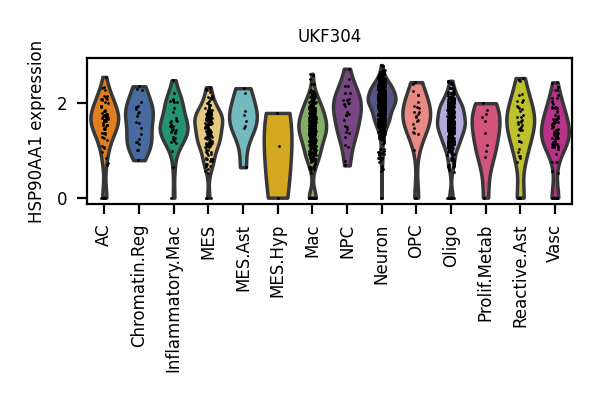 UKF304
HSP90AA1 expression
2
0
AC
Chromatin.Reg
Inflammatory.Mac
MES
MES.Ast
MES.Hyp
Mac
NPC
Neuron
OPC
Oligo
Prolif.Metab
Reactive.Ast
Vasc